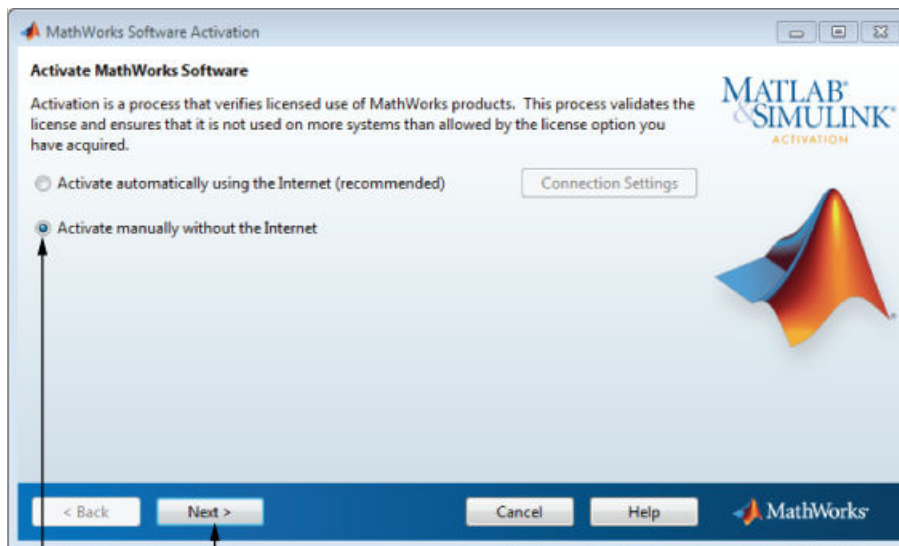 MathWorks Software Activation
Activate MathWorks Software
Activation is a process that verifies licensed use of MathWorks products. This process validates the
license and ensures that it is not used on more systems than allowed by the license option you
have acquired.
MATLAB®
&SIMULINK®
ACTIVATION
Activate automatically using the Internet (recommended)
Connection Settings
Activate manually without the Internet
< Back
Next >
Cancel
Help
MathWorks®